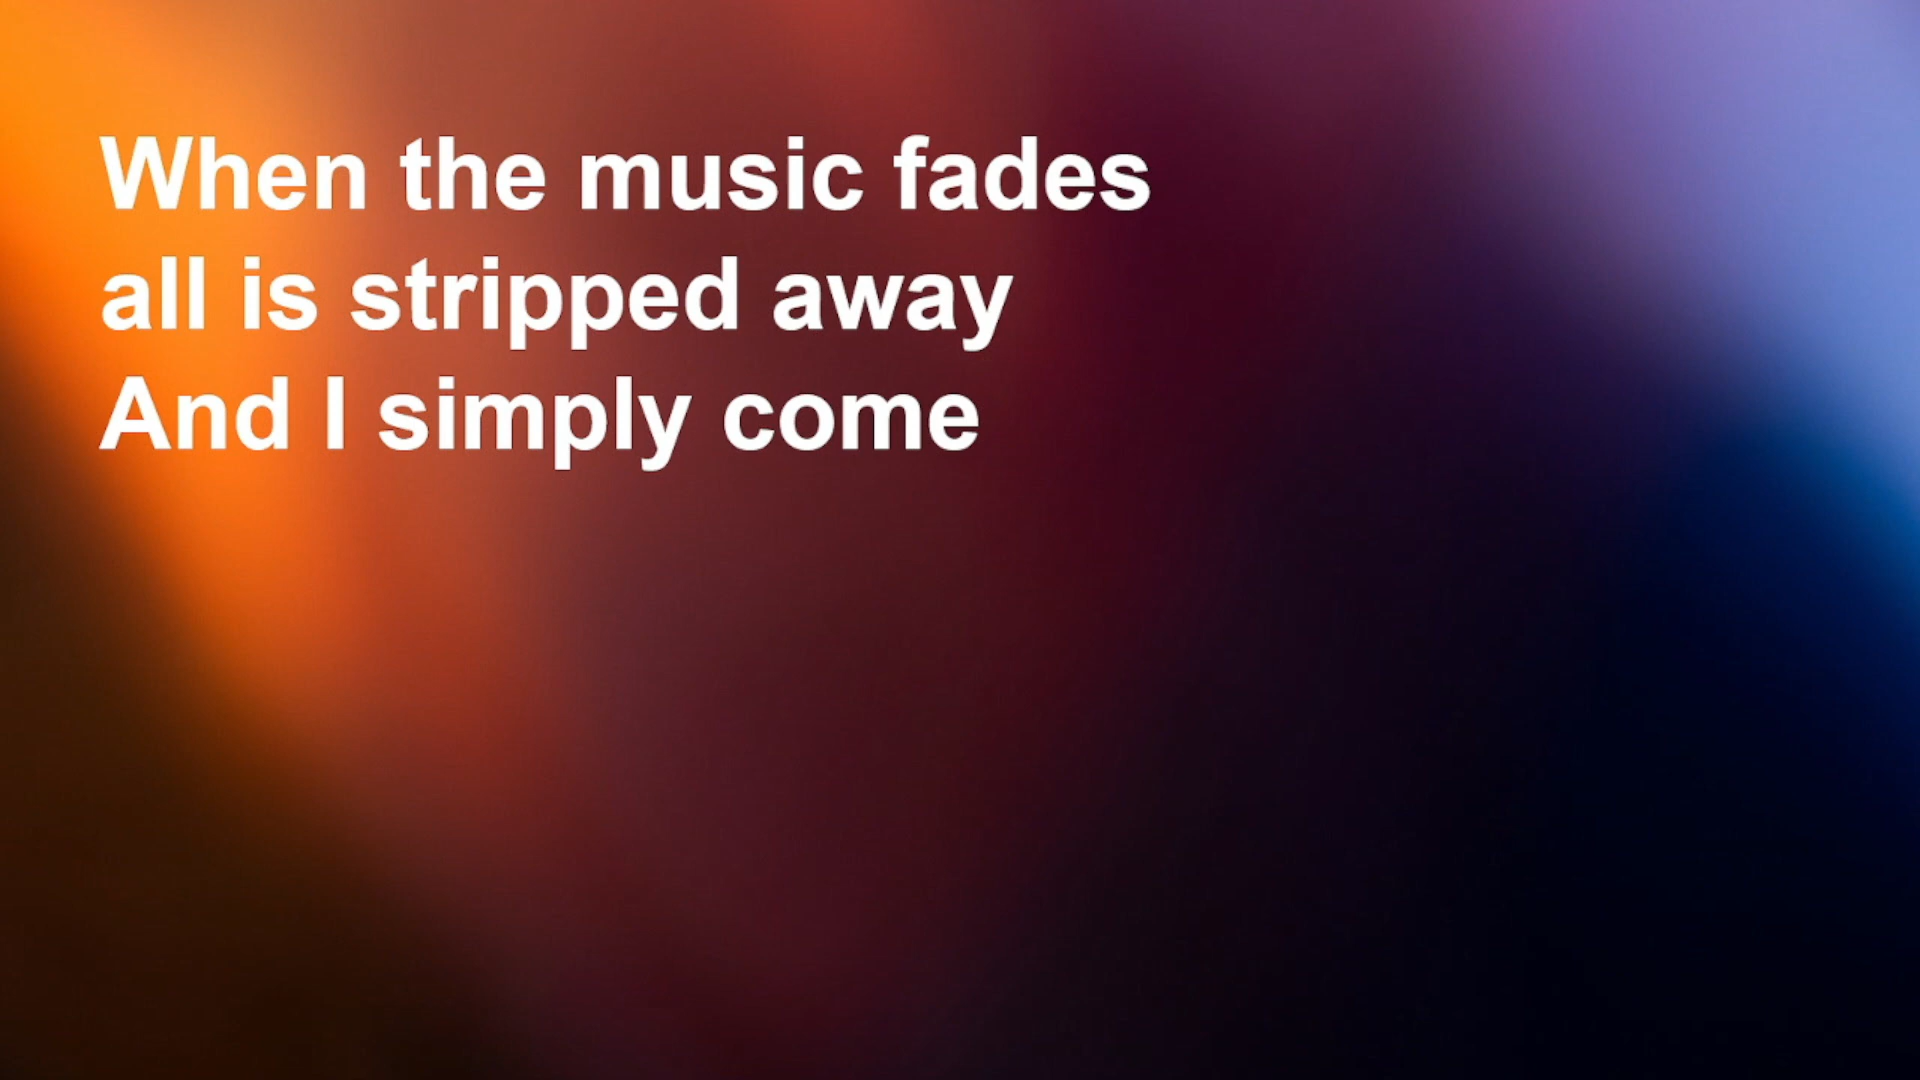 When the music fades
all is stripped away
And I simply come